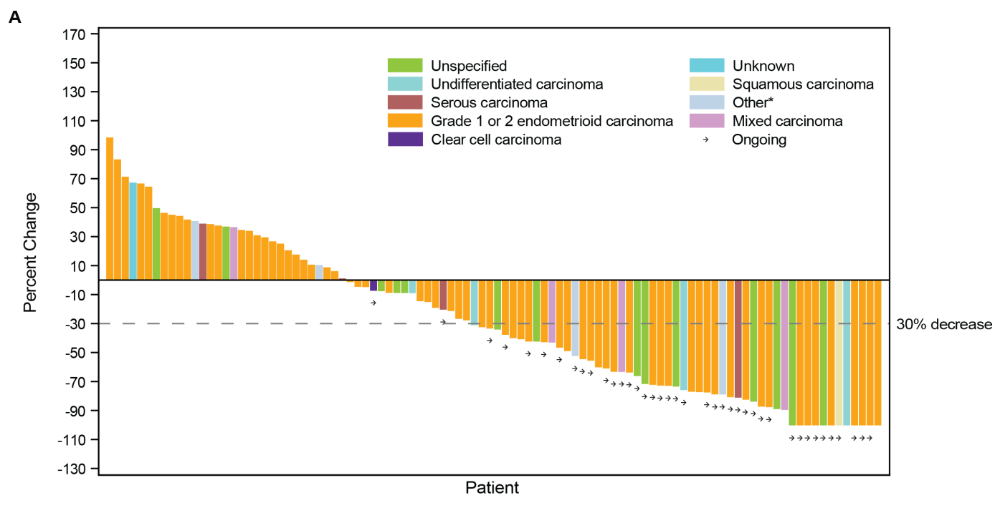 A
170
150
130
110
90
70
50
30
10
-10
-30
-50
-70
-90
-110
-130
Percent Change
Unspecified
Undifferentiated carcinoma
Serous carcinoma
Grade 1 or 2 endometrioid carcinoma
Clear cell carcinoma
Unknown
Squamous carcinoma
Other*
Mixed carcinoma
→ Ongoing
30% decrease
Patient